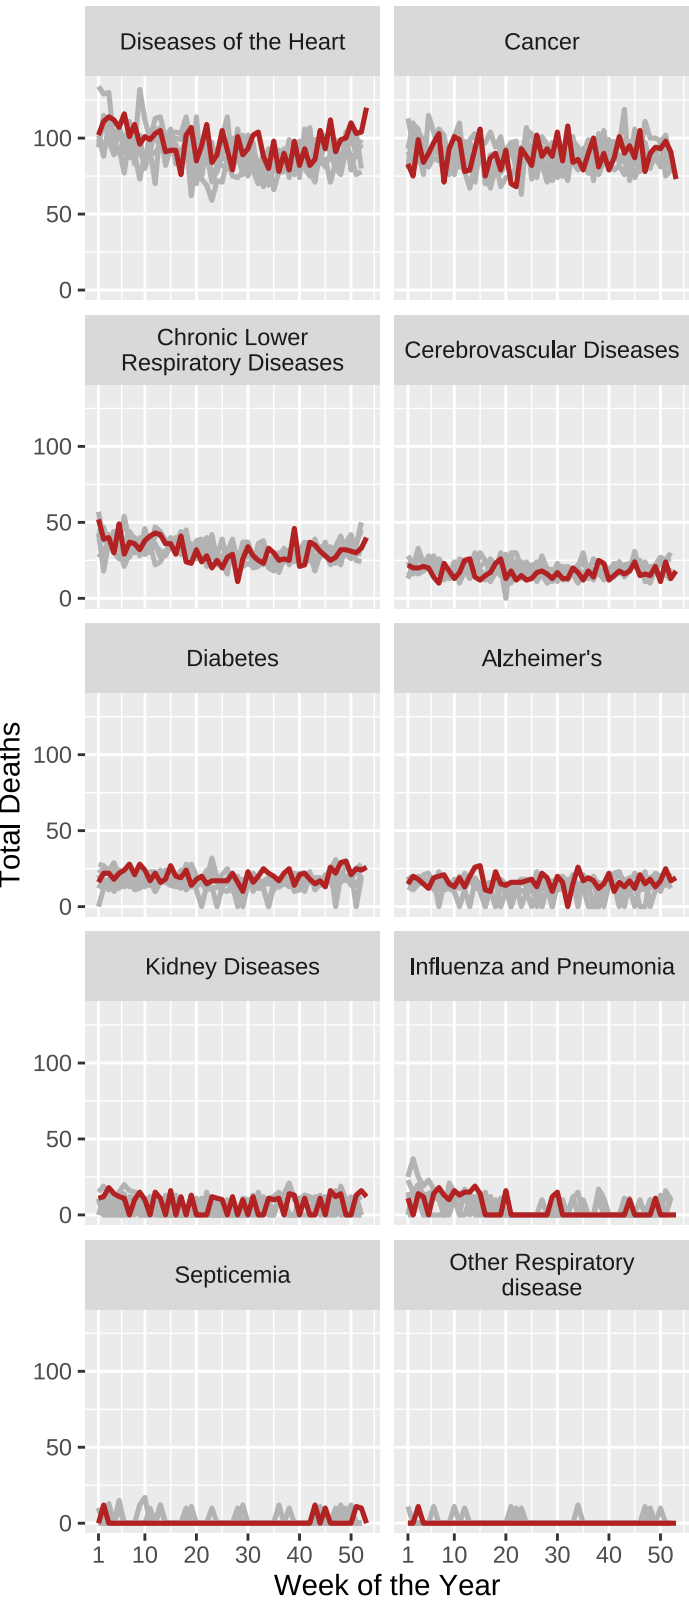 Diseases of the Heart
Cancer
100
50
0
Chronic Lower
Respiratory Diseases
Cerebrovascular Diseases
100
50
0
Diabetes
Alzheimer's
100
50
0
Total Deaths
Kidney Diseases
Influenza and Pneumonia
100
50
0
Septicemia
Other Respiratory
disease
100
50
0
1 10 20 30 40 50 1 10 20 30 40 50
Week of the Year